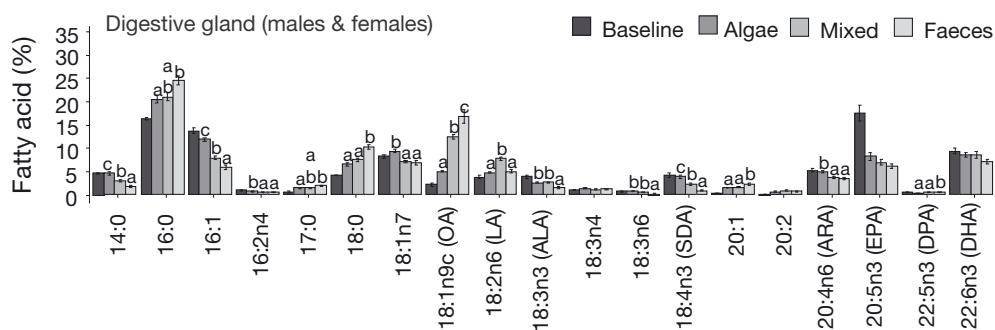 Digestive gland (males & females)
Baseline Algae Mixed Faeces
Fatty acid (%)
35
30
25
20
15
10
5
0
c b a
a ab b
c b a
b a a
a a b b
a a b
b a a
a b c
a b a
b b a
b b a
c b a
a a b
b a a
a a b
14:0
16:0
16:1
16:2n4
17:0
18:0
18:1n7
18:1n9c (OA)
18:2n6 (LA)
18:3n3 (ALA)
18:3n4
18:3n6
18:4n3 (SDA)
20:1
20:2
20:4n6 (ARA)
20:5n3 (EPA)
22:5n3 (DPA)
22:6n3 (DHA)